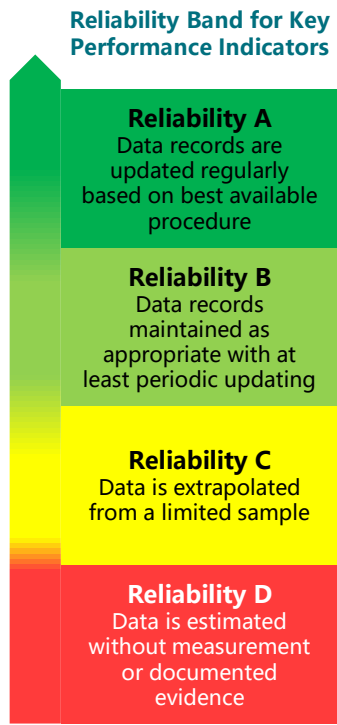 Reliability Band for Key
Performance Indicators
Reliability A
Data records are
updated regularly
based on best available
procedure
Reliability B
Data records
maintained as
appropriate with at
least periodic updating
Reliability C
Data is extrapolated
from a limited sample
Reliability D
Data is estimated
without measurement
or documented
evidence